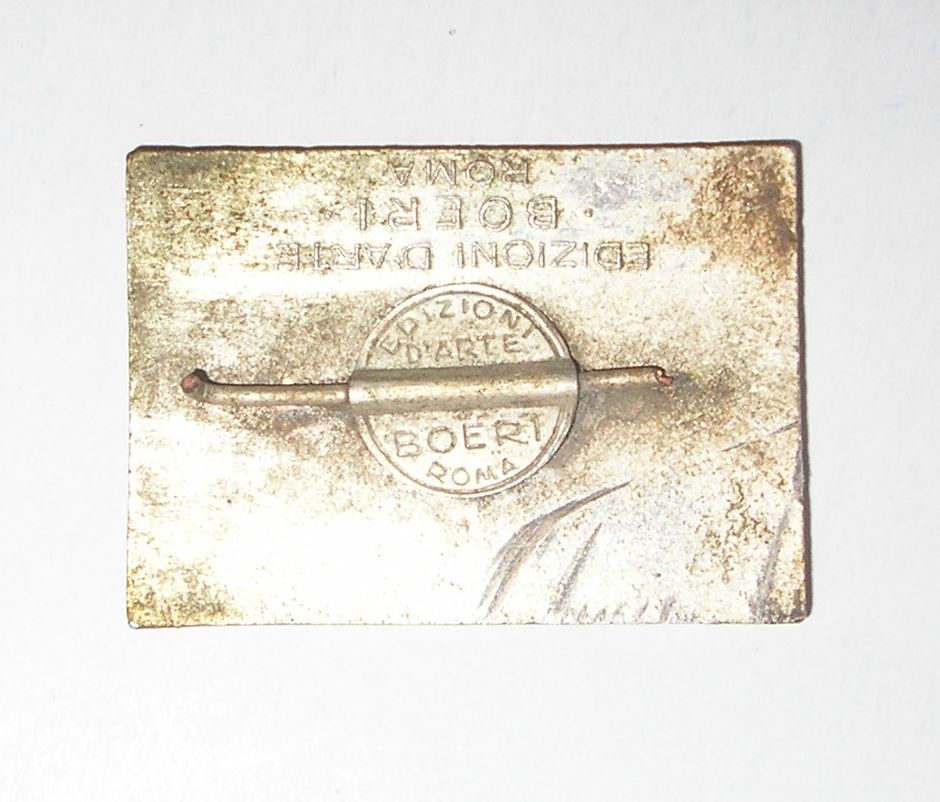 EDIZIONI D'ARTE
· BOERI ·
ROMA
EDIZIONI
D'ARTE
BOERI
ROMA